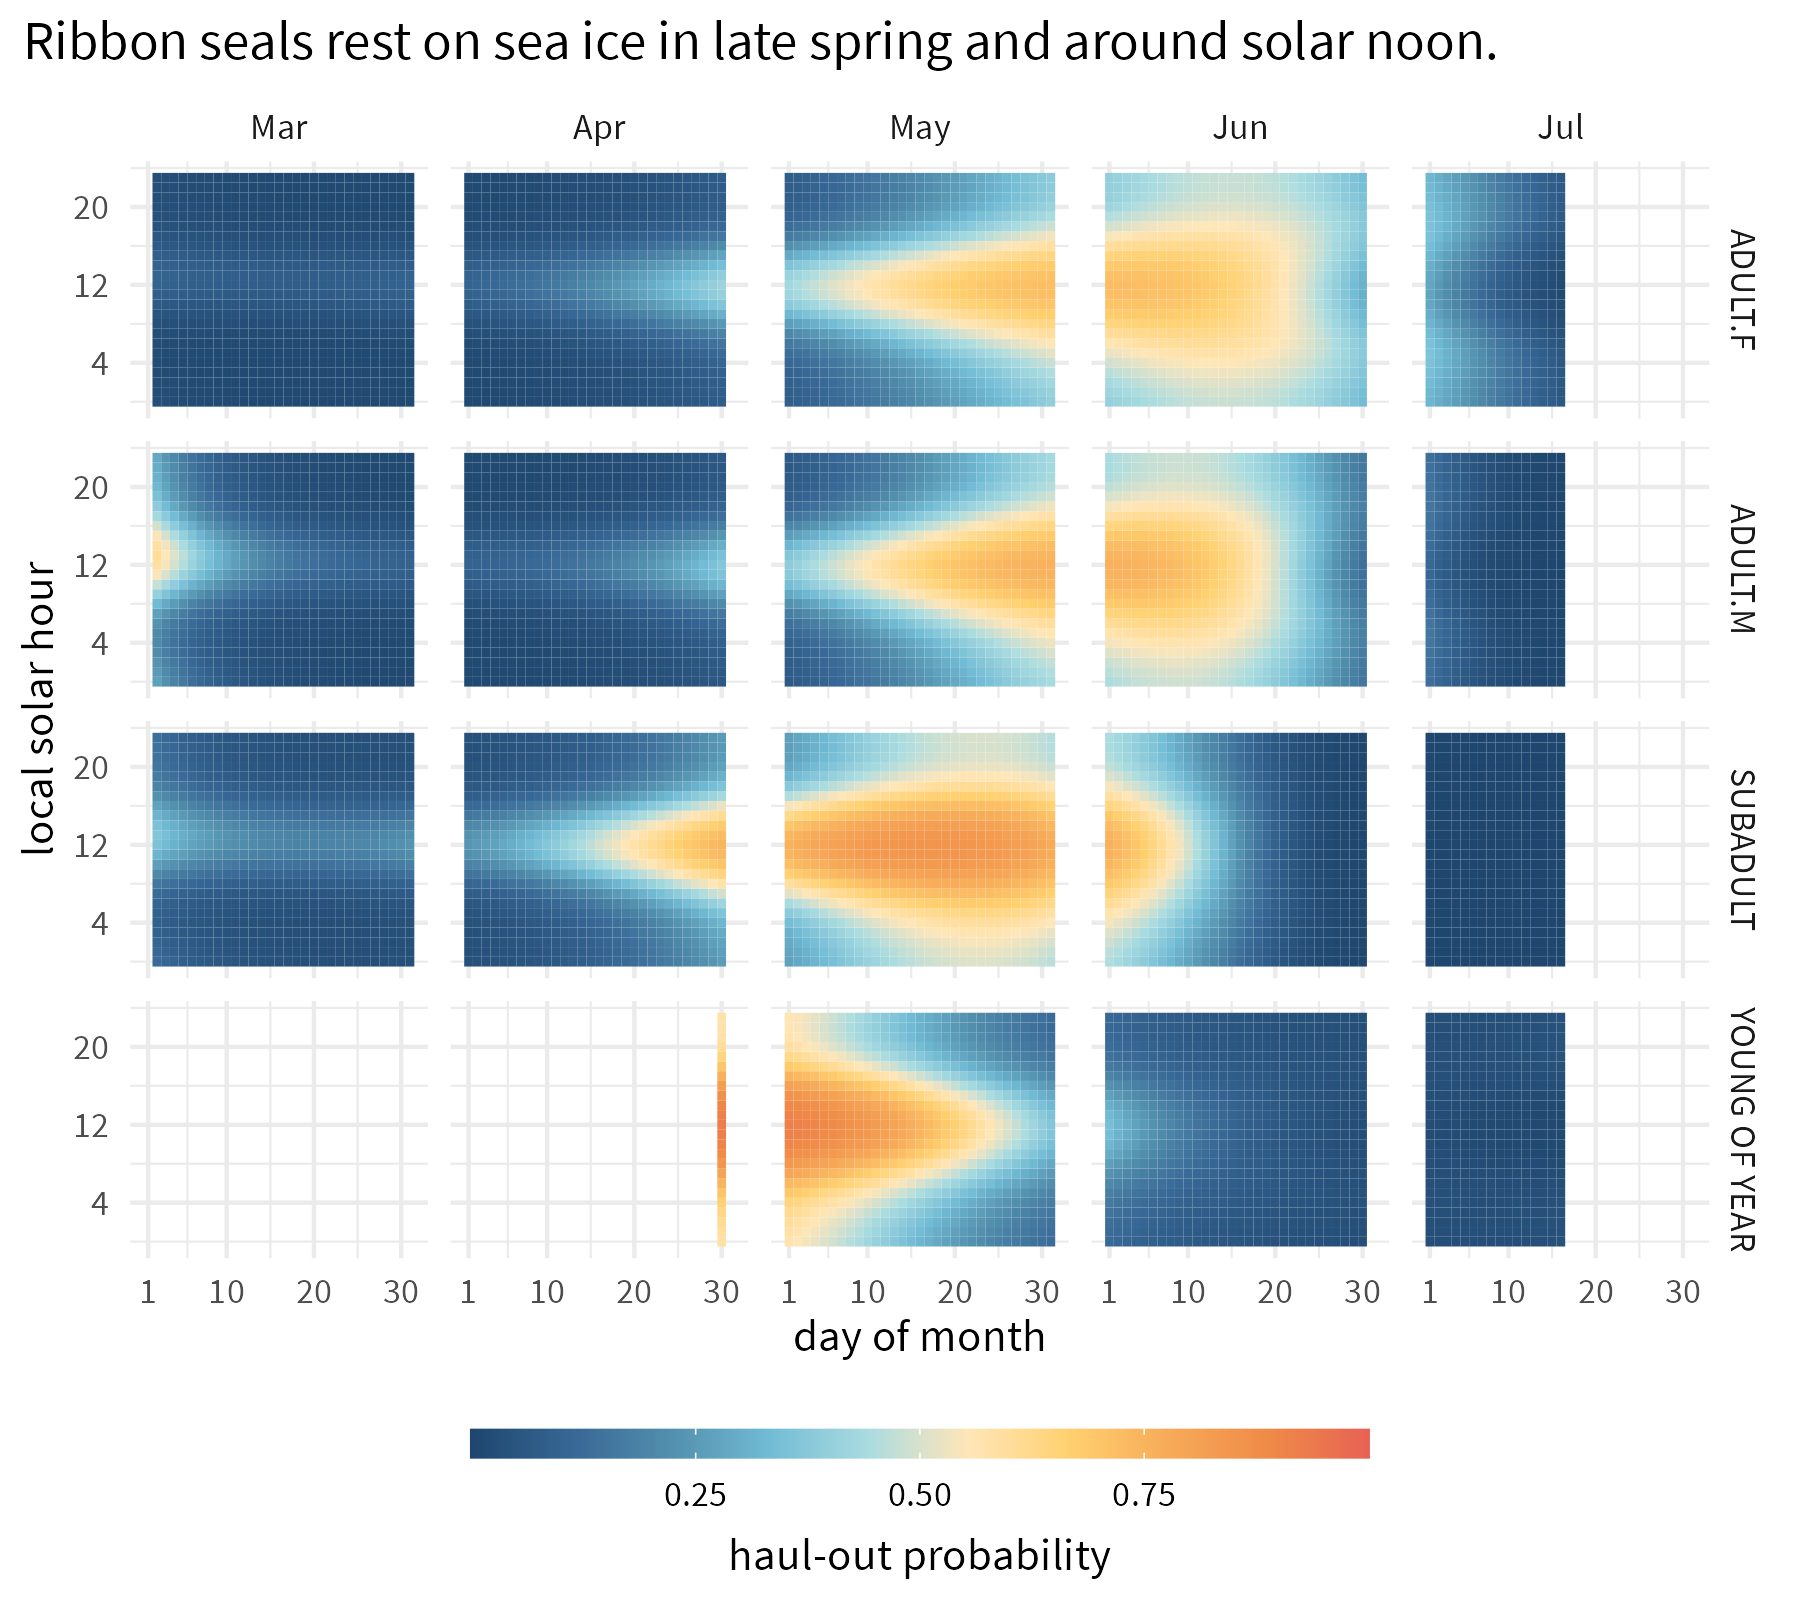 Ribbon seals rest on sea ice in late spring and around solar noon.
Mar Apr May Jun Jul
20
12
4
ADULT.F
20
12
4
ADULT.M
local solar hour
20
12
4
SUBADULT
20
12
4
YOUNG OF YEAR
1 10 20 30 1 10 20 30 1 10 20 30 1 10 20 30 1 10 20 30
day of month
0.25 0.50 0.75
haul-out probability